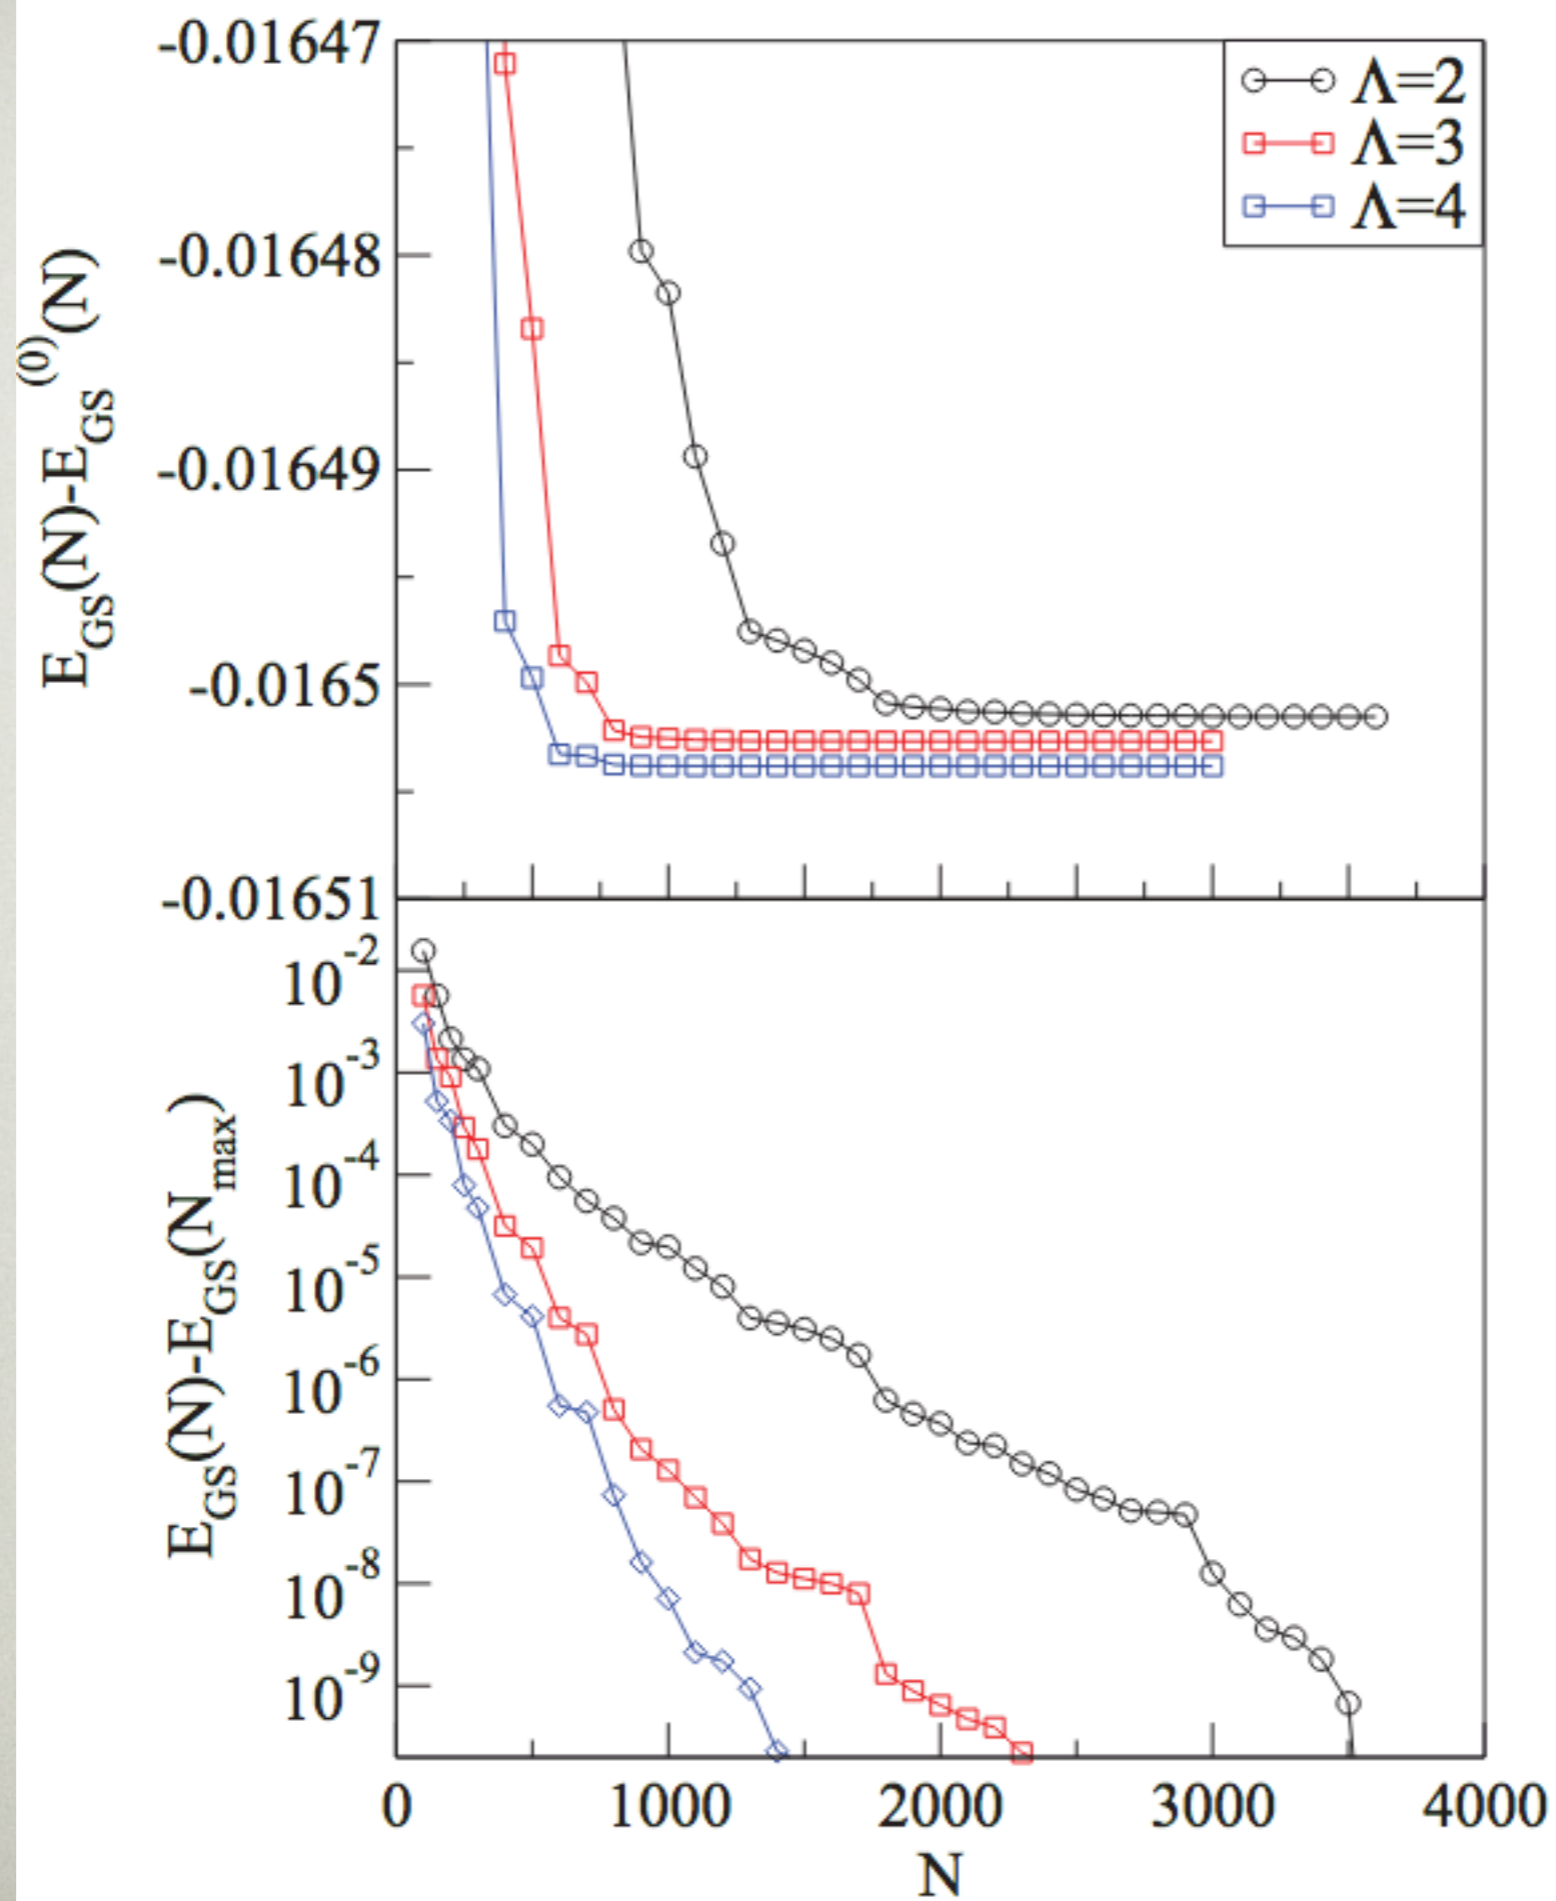 -0.01647
-0.01648
-0.01649
-0.0165
-0.01651
E_GS(N)-E_GS^(0)(N)
Λ=2
Λ=3
Λ=4
10^-2
10^-3
10^-4
10^-5
10^-6
10^-7
10^-8
10^-9
E_GS(N)-E_GS(N_max)
0 1000 2000 3000 4000
N